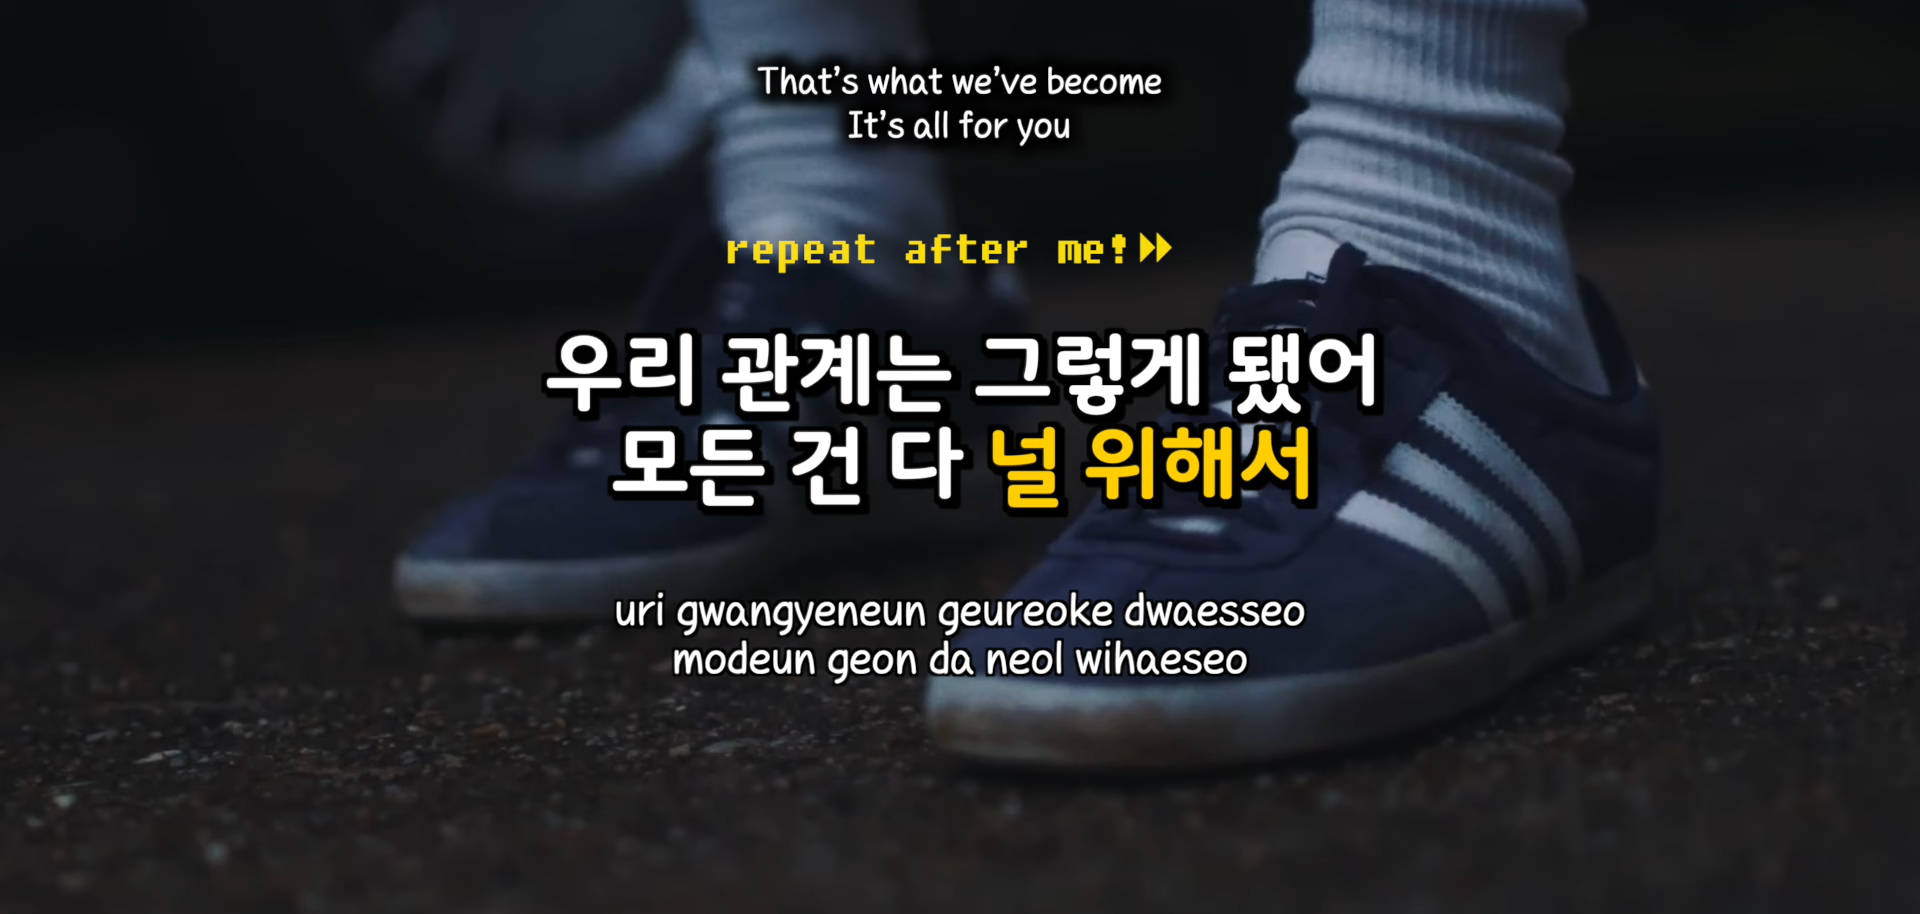 That's what we've become
It's all for you
repeat after me!
우리 관계는 그렇게 됐어
모든 건 다 널 위해서
uri gwangyeneun geureoke dwaesseo
modeun geon da neol wihaeseo